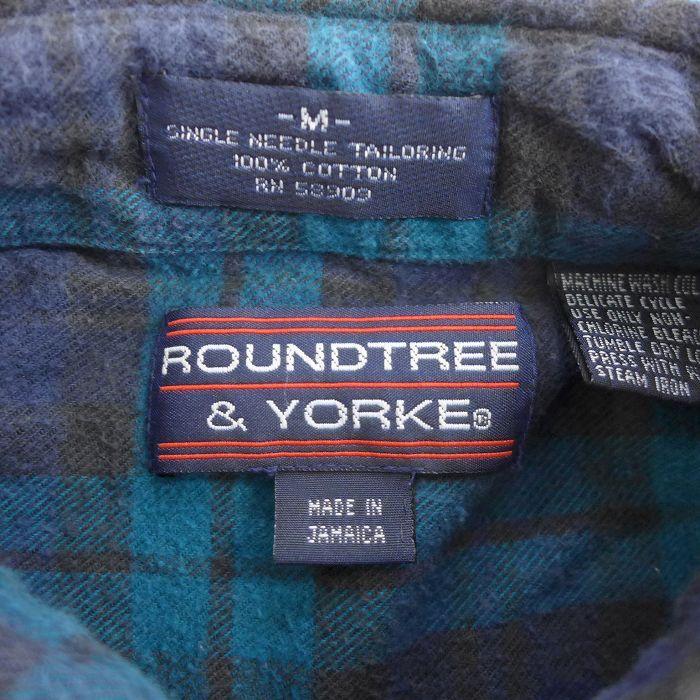 -M-
SINGLE NEEDLE TAILORING
100% COTTON
RN 58909
ROUNDTREE
& YORKE®
MADE IN
JAMAICA
MACHINE WASH
DELICATE CYCLE
USE ONLY NON
CHLORINE
TUMBLE DRY
PRESS WITH
STEAM IRON